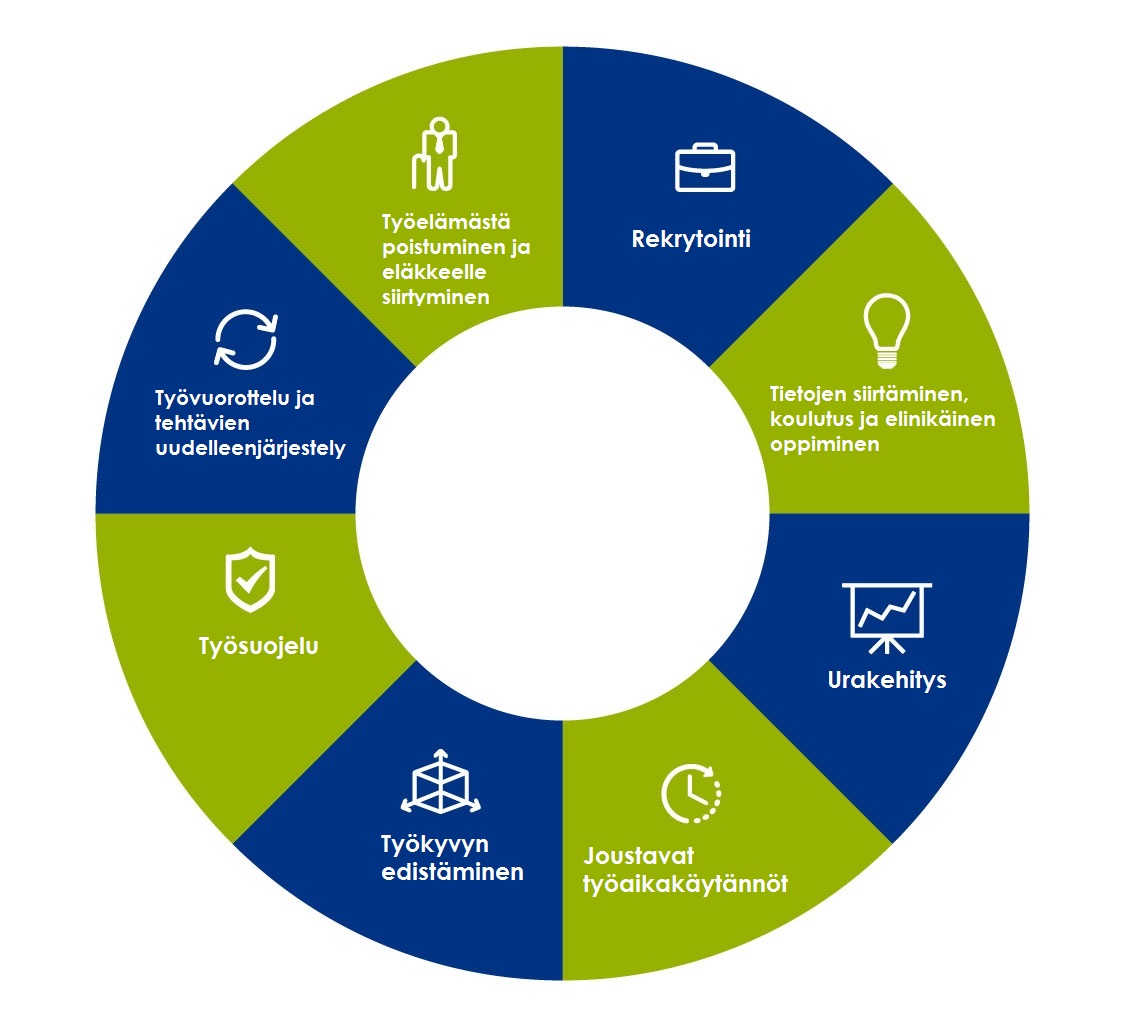 Rekrytointi
Tietojen siirtäminen,
koulutus ja elinikäinen
oppiminen
Urakehitys
Joustavat
työaikakäytännöt
Työkyvyn
edistäminen
Työsuojelu
Työvuorottelu ja
tehtävien
uudelleenjärjestely
Työelämästä
poistuminen ja
eläkkeelle
siirtyminen